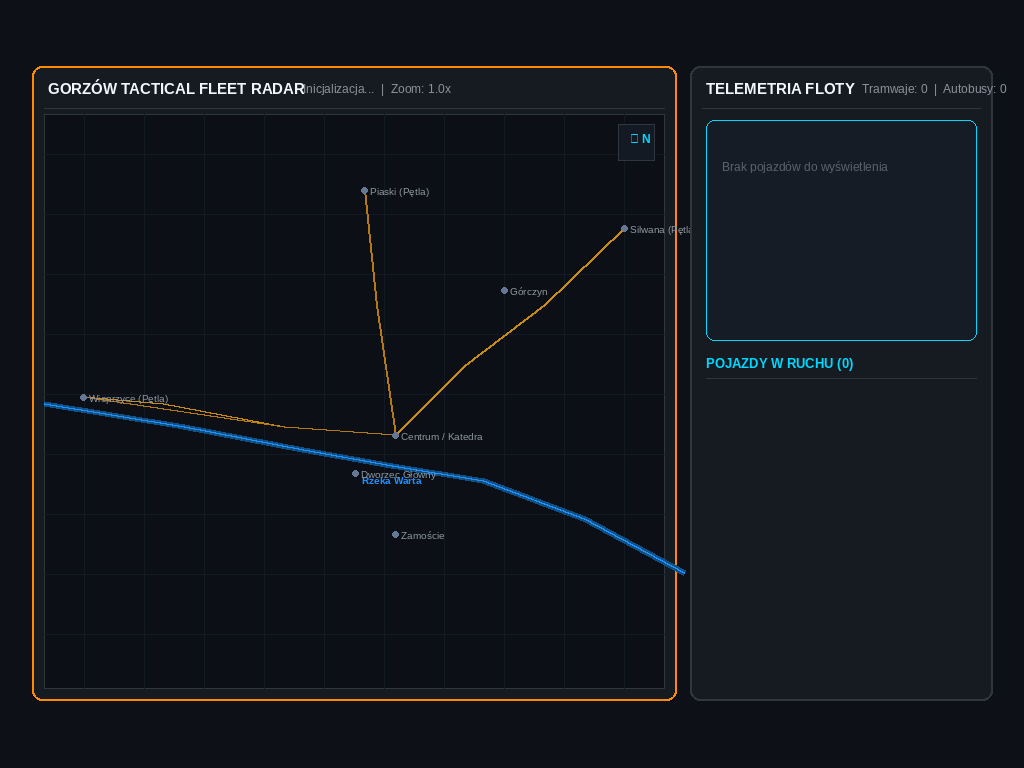 GORZÓW TACTICAL FLEET RADAR
Inicjalizacja... | Zoom: 1.0x
N
Piaski (Pętla)
Silwana (Pętla
Górczyn
Wieprzyce (Pętla)
Centrum / Katedra
Dworzec Główny
Rzeka Warta
Zamoście
TELEMETRIA FLOTY
Tramwaje: 0 | Autobusy: 0
Brak pojazdów do wyświetlenia
POJAZDY W RUCHU (0)